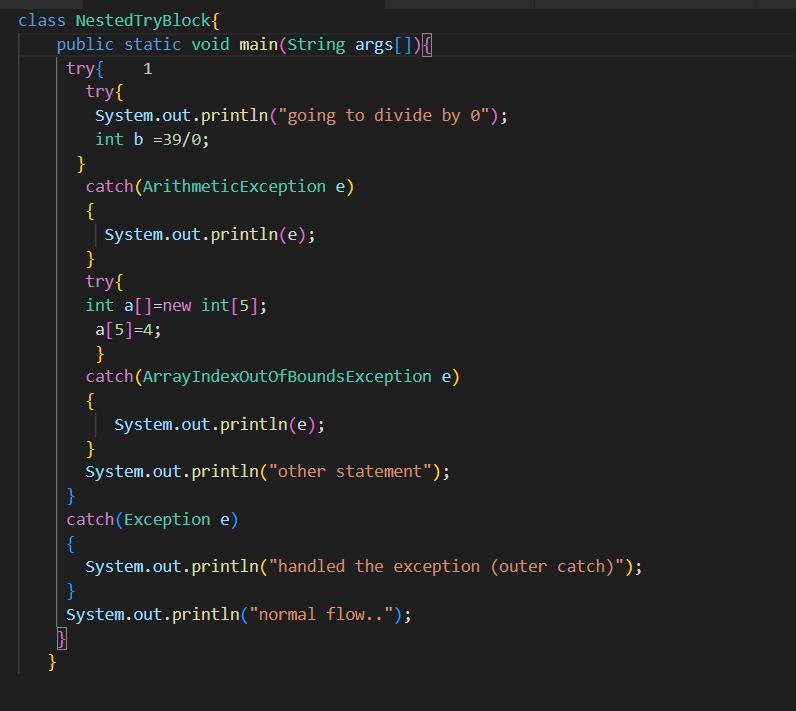 class NestedTryBlock{
public static void main(String args[]){
try{    1
try{
System.out.println("going to divide by 0");
int b =39/0;
}
catch(ArithmeticException e)
{
System.out.println(e);
}
try{
int a[]=new int[5];
a[5]=4;
}
catch(ArrayIndexOutOfBoundsException e)
{
System.out.println(e);
}
System.out.println("other statement");
}
catch(Exception e)
{
System.out.println("handled the exception (outer catch)");
}
System.out.println("normal flow..");
}
}